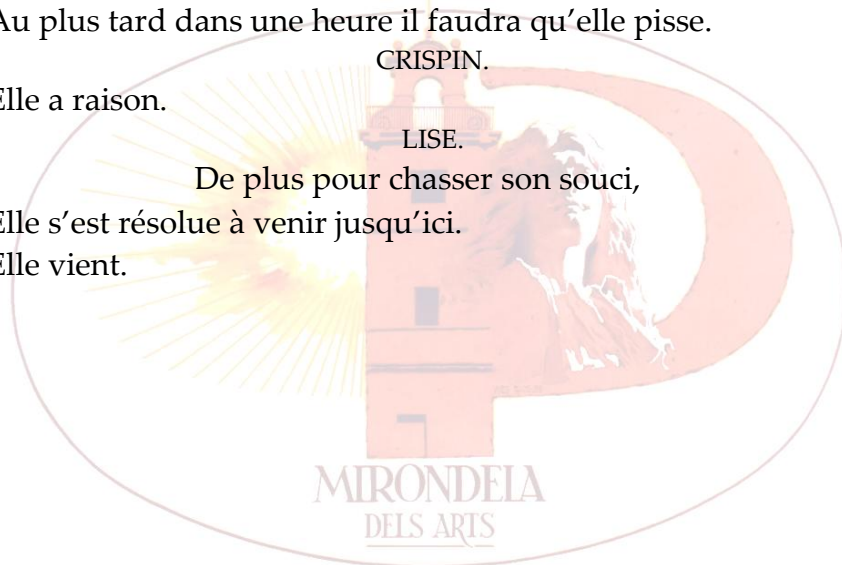 Au plus tard dans une heure il faudra qu’elle pisse.
CRISPIN.
Elle a raison.
LISE.
De plus pour chasser son souci,
Elle s’est résolue à venir jusqu’ici.
Elle vient.
MIRONDELA
DELS ARTS